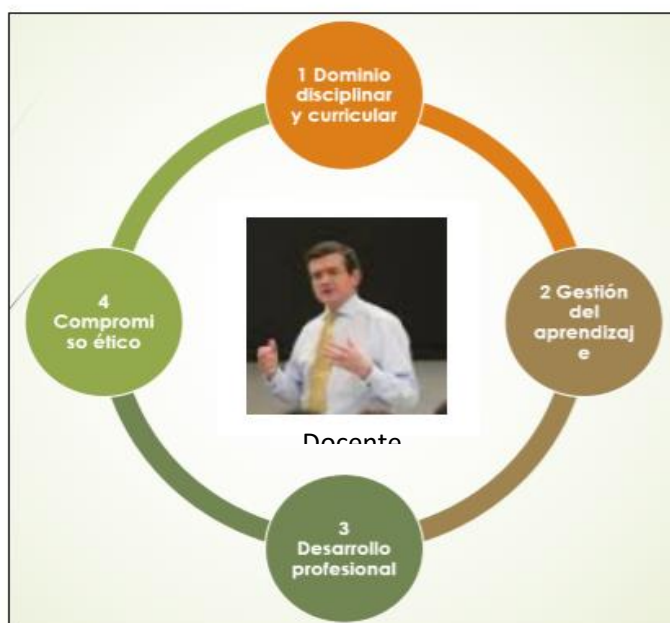 1 Dominio
disciplinar
y curricular
2 Gestión
del
aprendizaj
e
3
Desarrollo
profesional
4
Compromi
so ético
Docente